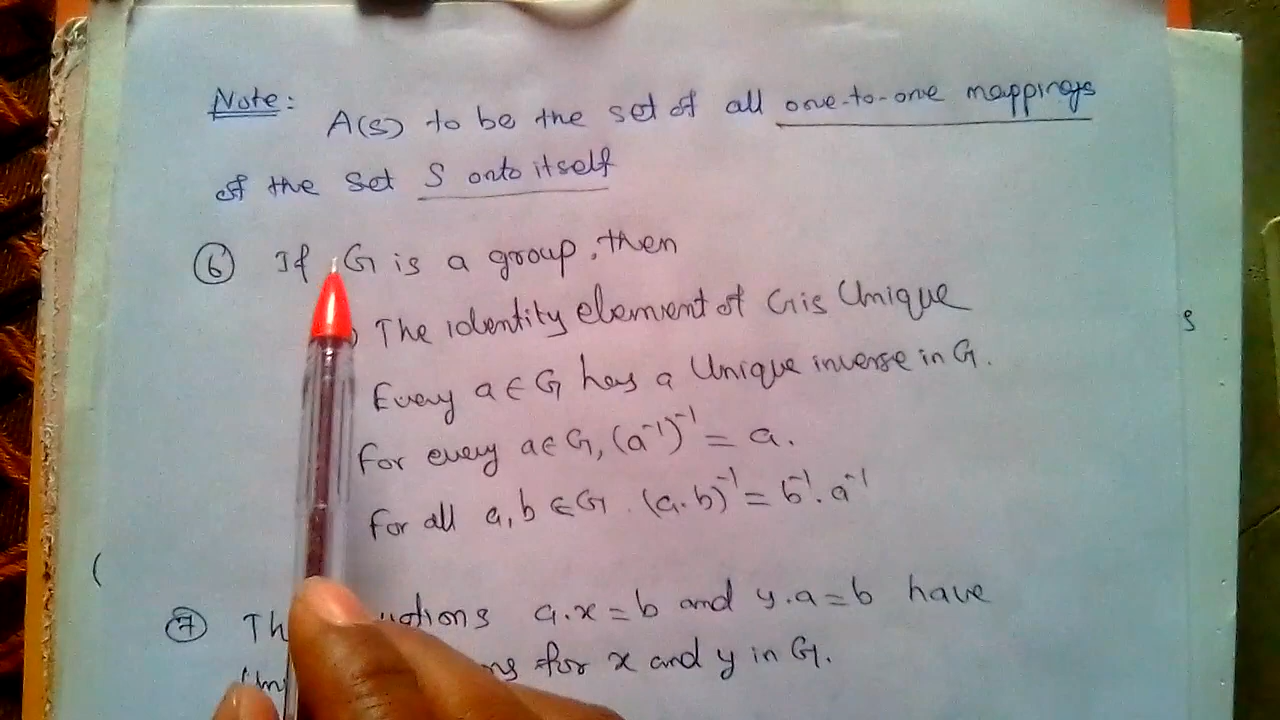 Note: A(S) to be the set of all one-to-one mappings
of the set S onto itself
⑥ If G is a group, then
) The identity element of G is Unique
Every a ∈ G has a Unique inverse in G.
For every a ∈ G, (a⁻¹)⁻¹ = a.
For all a, b ∈ G. (a.b)⁻¹ = b⁻¹. a⁻¹
⑦ a.x = b and y.a = b have
for x and y in G.
s
(